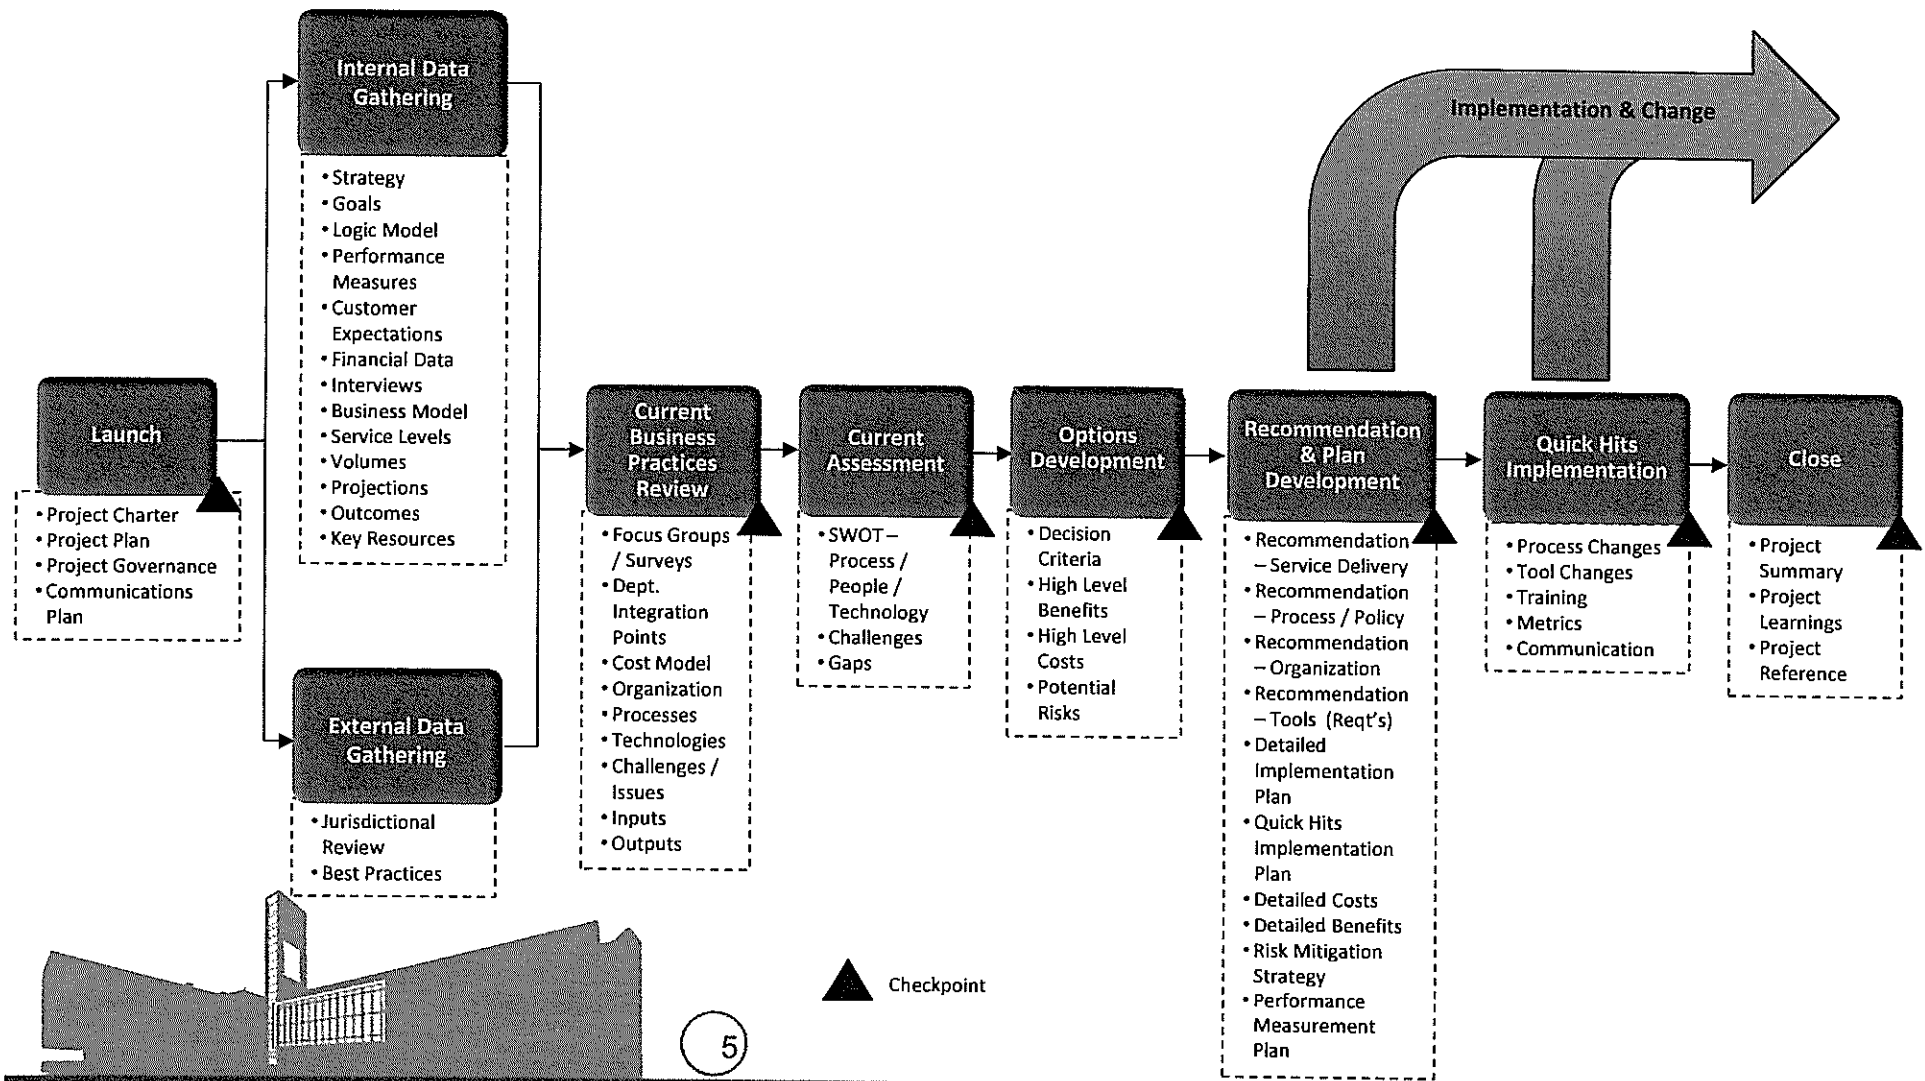 Internal Data
Gathering
• Strategy
• Goals
• Logic Model
• Performance
Measures
• Customer
Expectations
• Financial Data
• Interviews
• Business Model
• Service Levels
• Volumes
• Projections
• Outcomes
• Key Resources
Implementation & Change
Launch
• Project Charter
• Project Plan
• Project Governance
• Communications
Plan
External Data
Gathering
• Jurisdictional
Review
• Best Practices
Current
Business
Practices
Review
• Focus Groups
/ Surveys
• Dept.
Integration
Points
• Cost Model
• Organization
• Processes
• Technologies
• Challenges /
Issues
• Inputs
• Outputs
Current
Assessment
• SWOT –
Process /
People /
Technology
• Challenges
• Gaps
Options
Development
• Decision
Criteria
• High Level
Benefits
• High Level
Costs
• Potential
Risks
Recommendation
& Plan
Development
• Recommendation
– Service Delivery
• Recommendation
– Process / Policy
• Recommendation
– Organization
• Recommendation
– Tools (Reqt's)
• Detailed
Implementation
Plan
• Quick Hits
Implementation
Plan
• Detailed Costs
• Detailed Benefits
• Risk Mitigation
Strategy
• Performance
Measurement
Plan
Quick Hits
Implementation
• Process Changes
• Tool Changes
• Training
• Metrics
• Communication
Close
• Project
Summary
• Project
Learnings
• Project
Reference
Checkpoint
5